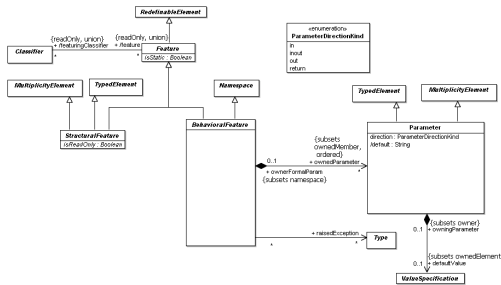 RedefinableElement
«enumeration»
ParameterDirectionKind
in
inout
out
return
{readOnly, union}
+ /featuringClassifier
{readOnly, union}
+ /feature
Classifier
*
*
Feature
isStatic : Boolean
MultiplicityElement
TypedElement
Namespace
TypedElement
MultiplicityElement
StructuralFeature
isReadOnly : Boolean
BehavioralFeature
Parameter
direction : ParameterDirectionKind
/default : String
{subsets
ownedMember,
ordered}
0..1
+ ownedParameter
+ ownerFormalParam
*
{subsets namespace}
{subsets owner}
0..1
+ owningParameter
+ raisedException
*
*
Type
{subsets ownedElement
0..1
+ defaultValue
ValueSpecification